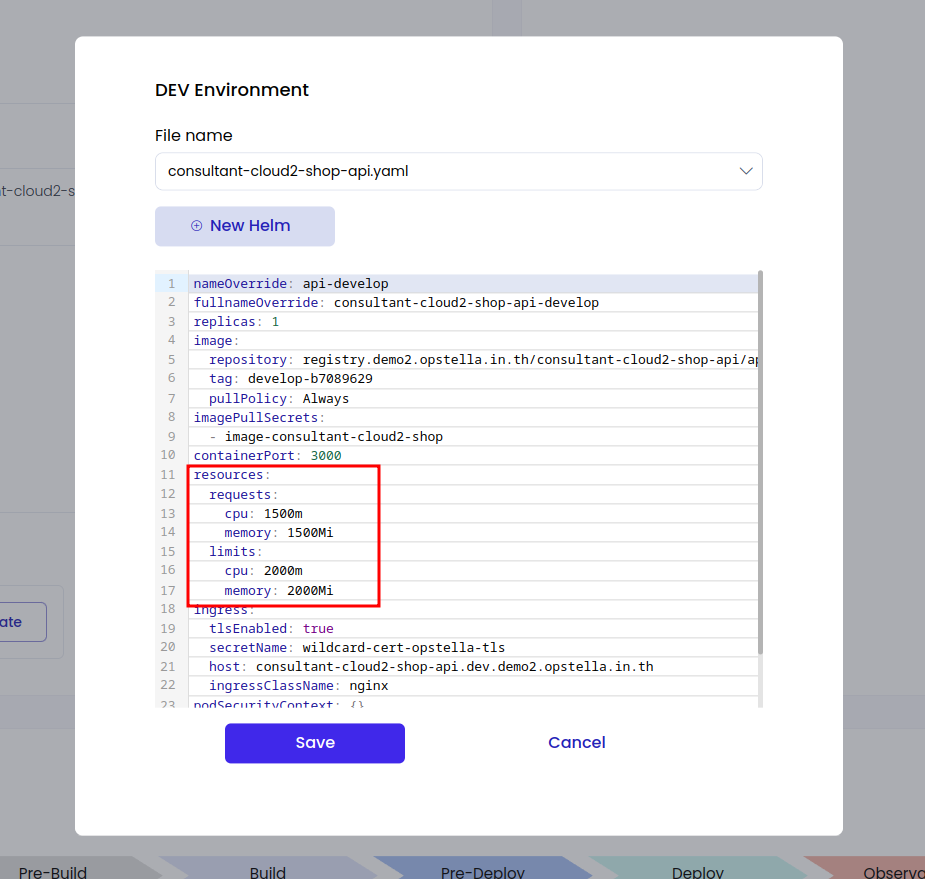 DEV Environment
File name
consultant-cloud2-shop-api.yaml
t-cloud2-s
New Helm
1 nameOverride: api-develop
2 fullnameOverride: consultant-cloud2-shop-api-develop
3 replicas: 1
4 image:
5 repository: registry.demo2.opstella.in.th/consultant-cloud2-shop-api/ap
6 tag: develop-b7089629
7 pullPolicy: Always
8 imagePullSecrets:
9 - image-consultant-cloud2-shop
10 containerPort: 3000
11 resources:
12 requests:
13 cpu: 1500m
14 memory: 1500Mi
15 limits:
16 cpu: 2000m
17 memory: 2000Mi
18 ingress:
19 tlsEnabled: true
20 secretName: wildcard-cert-opstella-tls
21 host: consultant-cloud2-shop-api.dev.demo2.opstella.in.th
22 ingressClassName: nginx
23 podSecurityContext: {}
ate
Save Cancel
Pre-Build Build Pre-Deploy Deploy Observa